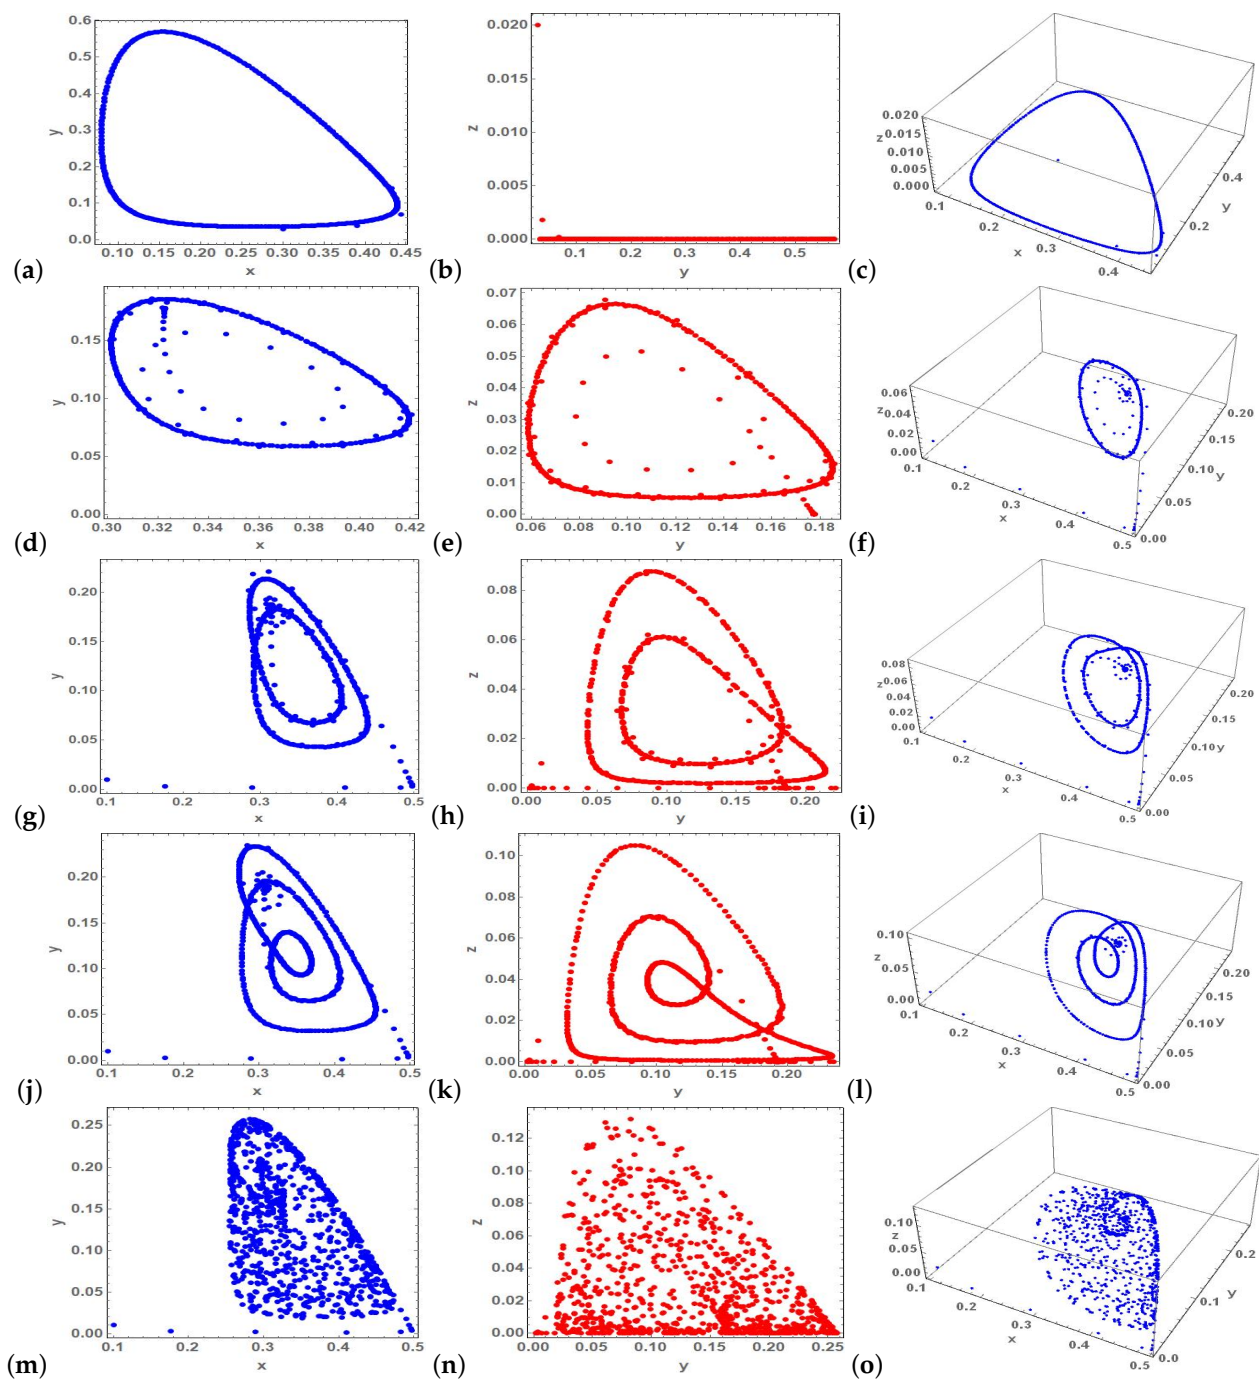 0.6
0.5
0.4
0.3
0.2
0.1
0.0
y
0.10 0.15 0.20 0.25 0.30 0.35 0.40 0.45
x
(a)
0.020
0.015
0.010
0.005
0.000
z
0.1 0.2 0.3 0.4 0.5
y
(b)
0.020
0.015
z 0.010
0.005
0.000
0.1 0.2 0.3 0.4
x
0.2 0.4
y
(c)
0.15
0.10
0.05
0.00
y
0.30 0.32 0.34 0.36 0.38 0.40 0.42
x
(d)
0.07
0.06
0.05
0.04
0.03
0.02
0.01
0.00
z
0.06 0.08 0.10 0.12 0.14 0.16 0.18
y
(e)
0.06
z 0.04
0.02
0.00
0.1 0.2 0.3 0.4 0.5
x
0.00 0.05 0.10 0.15 0.20
y
(f)
0.20
0.15
0.10
0.05
0.00
y
0.1 0.2 0.3 0.4 0.5
x
(g)
0.08
0.06
0.04
0.02
0.00
z
0.00 0.05 0.10 0.15 0.20
y
(h)
0.08
0.06
z 0.04
0.02
0.00
0.1 0.2 0.3 0.4 0.5
x
0.00 0.05 0.10 0.15 0.20
y
(i)
0.20
0.15
0.10
0.05
0.00
y
0.1 0.2 0.3 0.4 0.5
x
(j)
0.10
0.08
0.06
0.04
0.02
0.00
z
0.00 0.05 0.10 0.15 0.20
y
(k)
0.10
z 0.05
0.00
0.1 0.2 0.3 0.4 0.5
x
0.00 0.05 0.10 0.15 0.20
y
(l)
0.25
0.20
0.15
0.10
0.05
0.00
y
0.1 0.2 0.3 0.4 0.5
x
(m)
0.12
0.10
0.08
0.06
0.04
0.02
0.00
z
0.00 0.05 0.10 0.15 0.20 0.25
y
(n)
0.10
z 0.05
0.00
0.1 0.2 0.3 0.4 0.5
x
0.0 0.1 0.2
y
(o)